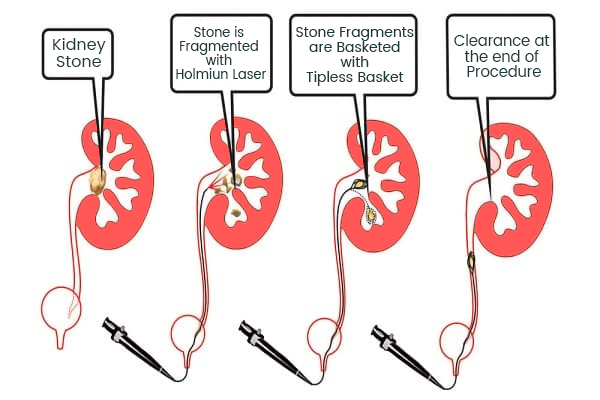 Kidney
Stone
Stone is
Fragmented
with
Holmiun Laser
Stone Fragments
are Basketed
with
Tipless Basket
Clearance at
the end of
Procedure